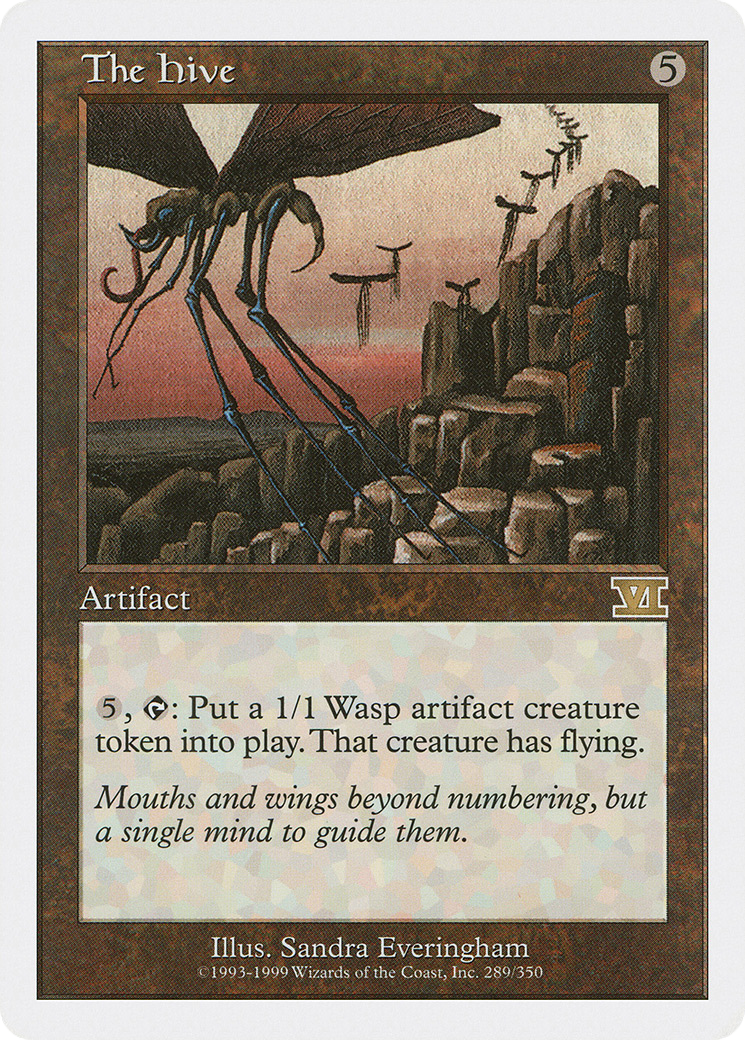 The Hive
5
Artifact
VI
5, : Put a 1/1 Wasp artifact creature
token into play. That creature has flying.
Mouths and wings beyond numbering, but
a single mind to guide them.
Illus. Sandra Everingham
©1993-1999 Wizards of the Coast, Inc. 289/350